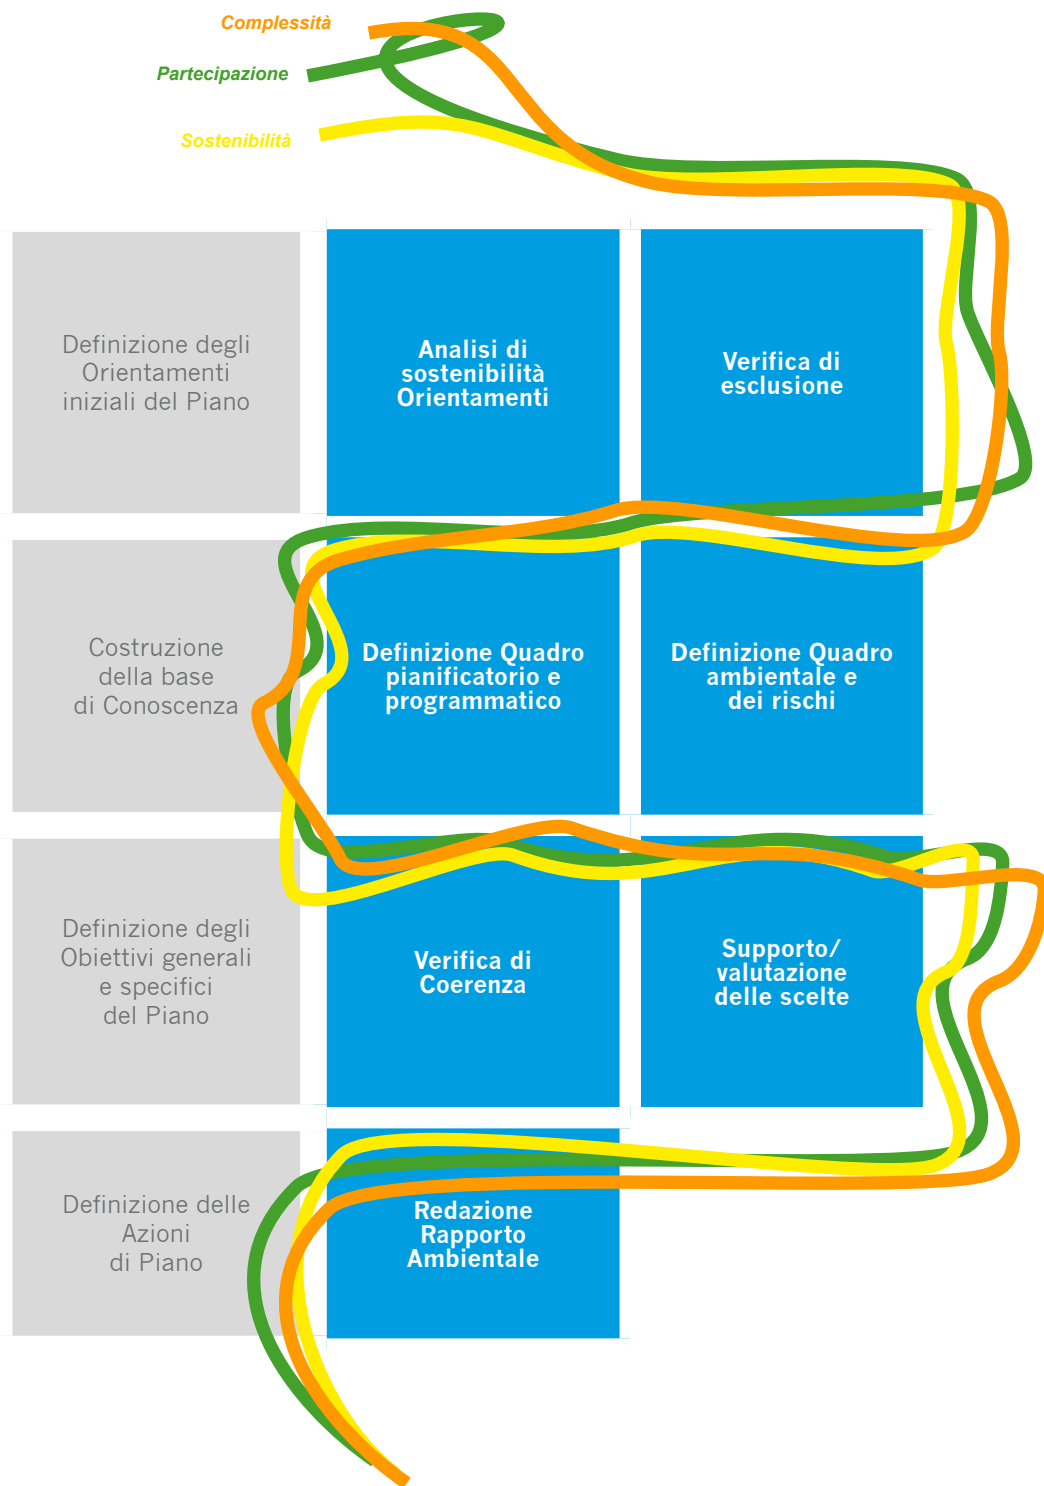 Complessità
Partecipazione
Sostenibilità
Definizione degli
Orientamenti
iniziali del Piano
Analisi di
sostenibilità
Orientamenti
Verifica di
esclusione
Costruzione
della base
di Conoscenza
Definizione Quadro
pianificatorio e
programmatico
Definizione Quadro
ambientale e
dei rischi
Definizione degli
Obiettivi generali
e specifici
del Piano
Verifica di
Coerenza
Supporto/
valutazione
delle scelte
Definizione delle
Azioni
di Piano
Redazione
Rapporto
Ambientale